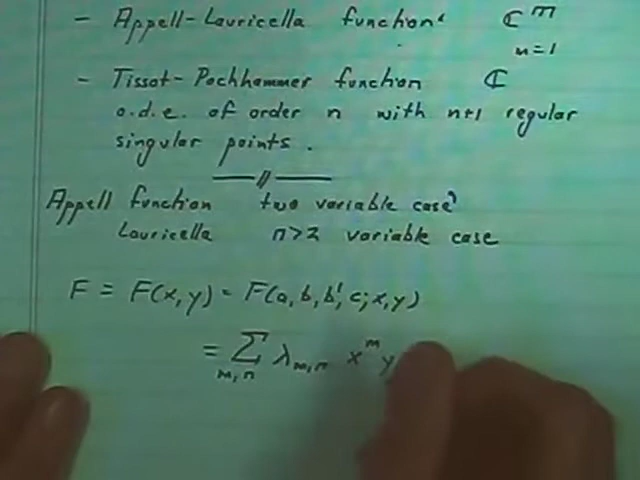 - Appell-Lauricella function' ℂ^m
n=1
- Tissot-Pochhammer function ℂ
o.d.e. of order n with n+1 regular
singular points.
Appell function two variable case'
Lauricella n>2 variable case
F ≡ F(x,y) = F(a,b,b',c;x,y)
= Σ_{m,n} λ_{m,n} x^m y